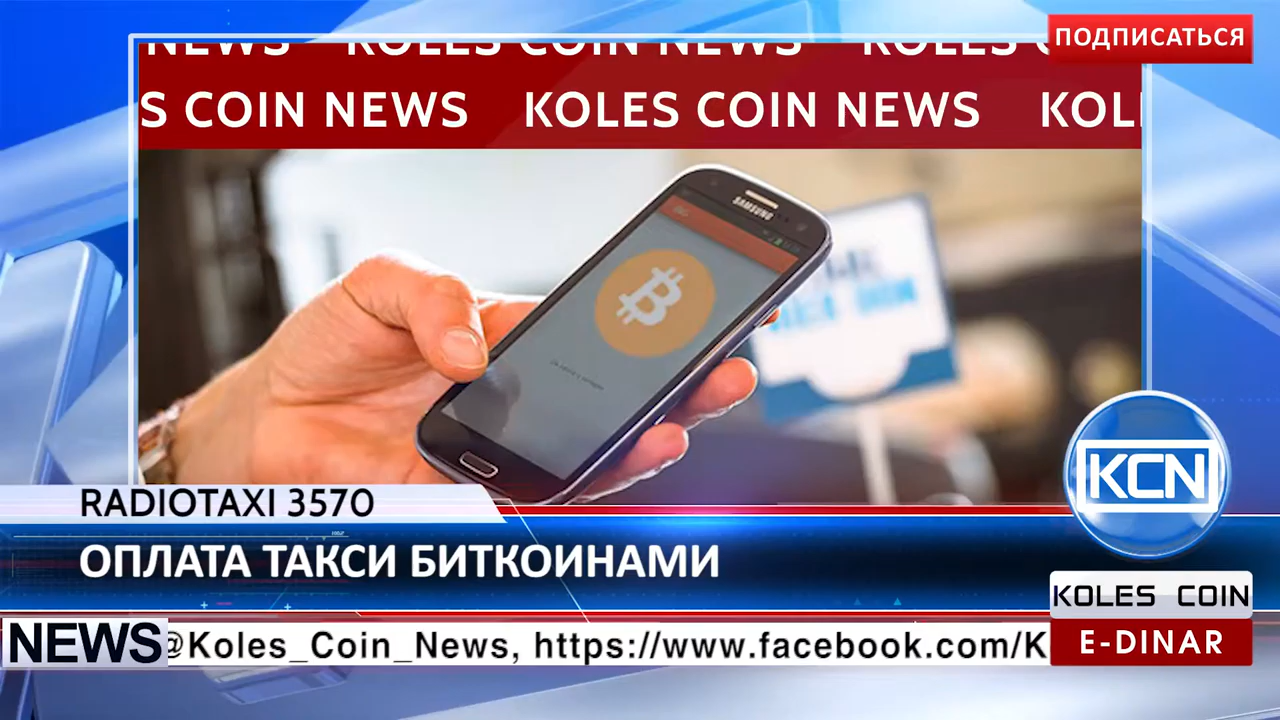 ПОДПИСАТЬСЯ
NEWS KOLES COIN NEWS KOLES
S COIN NEWS KOLES COIN NEWS KOL
SAMSUNG
RADIOTAXI 3570
ОПЛАТА ТАКСИ БИТКОИНАМИ
KCN
KOLES COIN
E-DINAR
NEWS @Koles_Coin_News, https://www.facebook.com/K